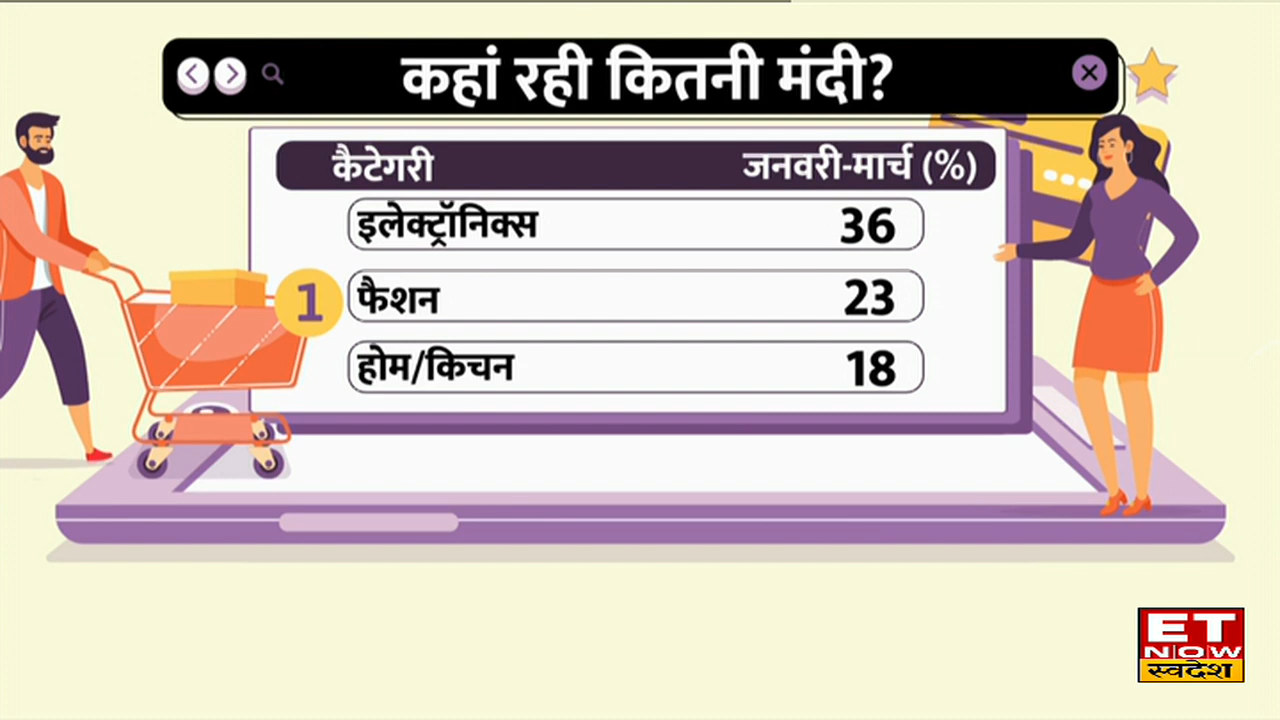 कहां रही कितनी मंदी?
कैटेगरी जनवरी-मार्च (%)
इलेक्ट्रॉनिक्स 36
1
फैशन 23
होम/किचन 18
ET
NOW
स्वदेश